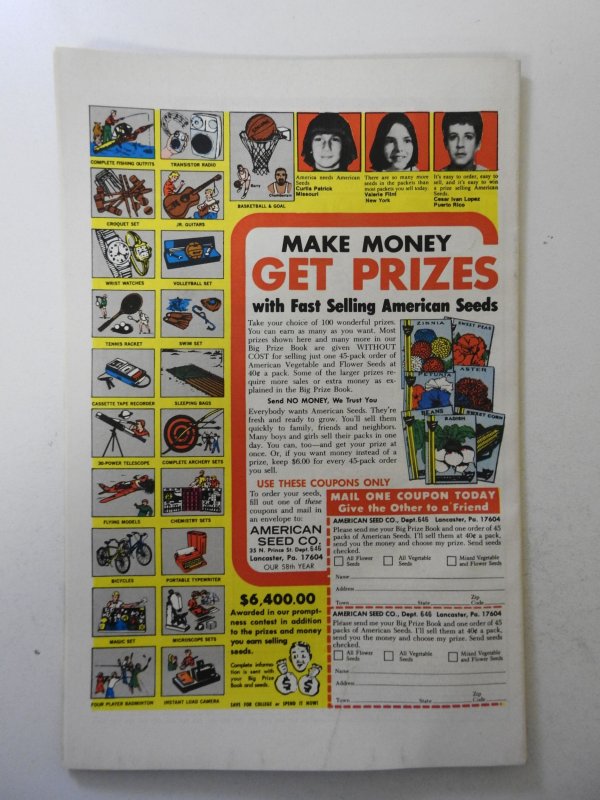 COMPLETE FISHING OUTFITS
TRANSISTOR RADIO
Barry
Championship
BASKETBALL & GOAL
America needs American
Seeds
Curtis Patrick
Missouri
There are so many more
seeds in the packets than
most packets you sell today.
Valerie Flint
New York
It's easy to order, easy to
sell, and it's easy to win
a prize selling American
Seeds.
Cesar Ivan Lopez
Puerto Rico
CROQUET SET
JR. GUITARS
WRIST WATCHES
VOLLEYBALL SET
TENNIS RACKET
SWIM SET
CASSETTE TAPE RECORDER
SLEEPING BAGS
30-POWER TELESCOPE
COMPLETE ARCHERY SETS
FLYING MODELS
CHEMISTRY SETS
BICYCLES
PORTABLE TYPEWRITER
MAGIC SET
MICROSCOPE SETS
FOUR PLAYER BADMINTON
INSTANT LOAD CAMERA
MAKE MONEY
GET PRIZES
with Fast Selling American Seeds
Take your choice of 100 wonderful prizes.
You can earn as many as you want. Most
prizes shown here and many more in our
Big Prize Book are given WITHOUT
COST for selling just one 45-pack order of
American Vegetable and Flower Seeds at
40¢ a pack. Some of the larger prizes re-
quire more sales or extra money as ex-
plained in the Big Prize Book.
Send NO MONEY, We Trust You
Everybody wants American Seeds. They're
fresh and ready to grow. You'll sell them
quickly to family, friends and neighbors.
Many boys and girls sell their packs in one
day. You can, too—and get your prize at
once. Or, if you want money instead of a
prize, keep $6.00 for every 45-pack order
you sell.
ZINNIA
SWEET PEAS
PETUNIA
ASTER
BEANS
RADISH
SWEET CORN
USE THESE COUPONS ONLY
To order your seeds,
fill out one of these
coupons and mail in
an envelope to:
AMERICAN
SEED CO.
35 N. Prince St. Dept 646
Lancaster, Pa. 17604
OUR 58th YEAR
MAIL ONE COUPON TODAY
Give the Other to a Friend
AMERICAN SEED CO., Dept. 646 Lancaster, Pa. 17604
Please send me your Big Prize Book and one order of 45
packs of American Seeds. I'll sell them at 40¢ a pack,
send you the money and choose my prize. Send seeds
checked.
All Flower Seeds
All Vegetable Seeds
Mixed Vegetable and Flower Seeds
Name
Address
Town State Zip Code
AMERICAN SEED CO., Dept. 646 Lancaster, Pa. 17604
Please send me your Big Prize Book and one order of 45
packs of American Seeds. I'll sell them at 40¢ a pack,
send you the money and choose my prize. Send seeds
checked.
All Flower Seeds
All Vegetable Seeds
Mixed Vegetable and Flower Seeds
Name
Address
Town State Zip Code
$6,400.00
Awarded in our prompt-
ness contest in addition
to the prizes and money
you earn selling
seeds.
Complete informa-
tion is sent with
your Big Prize
Book and seeds.
$ $
SAVE FOR COLLEGE or SPEND IT NOW!